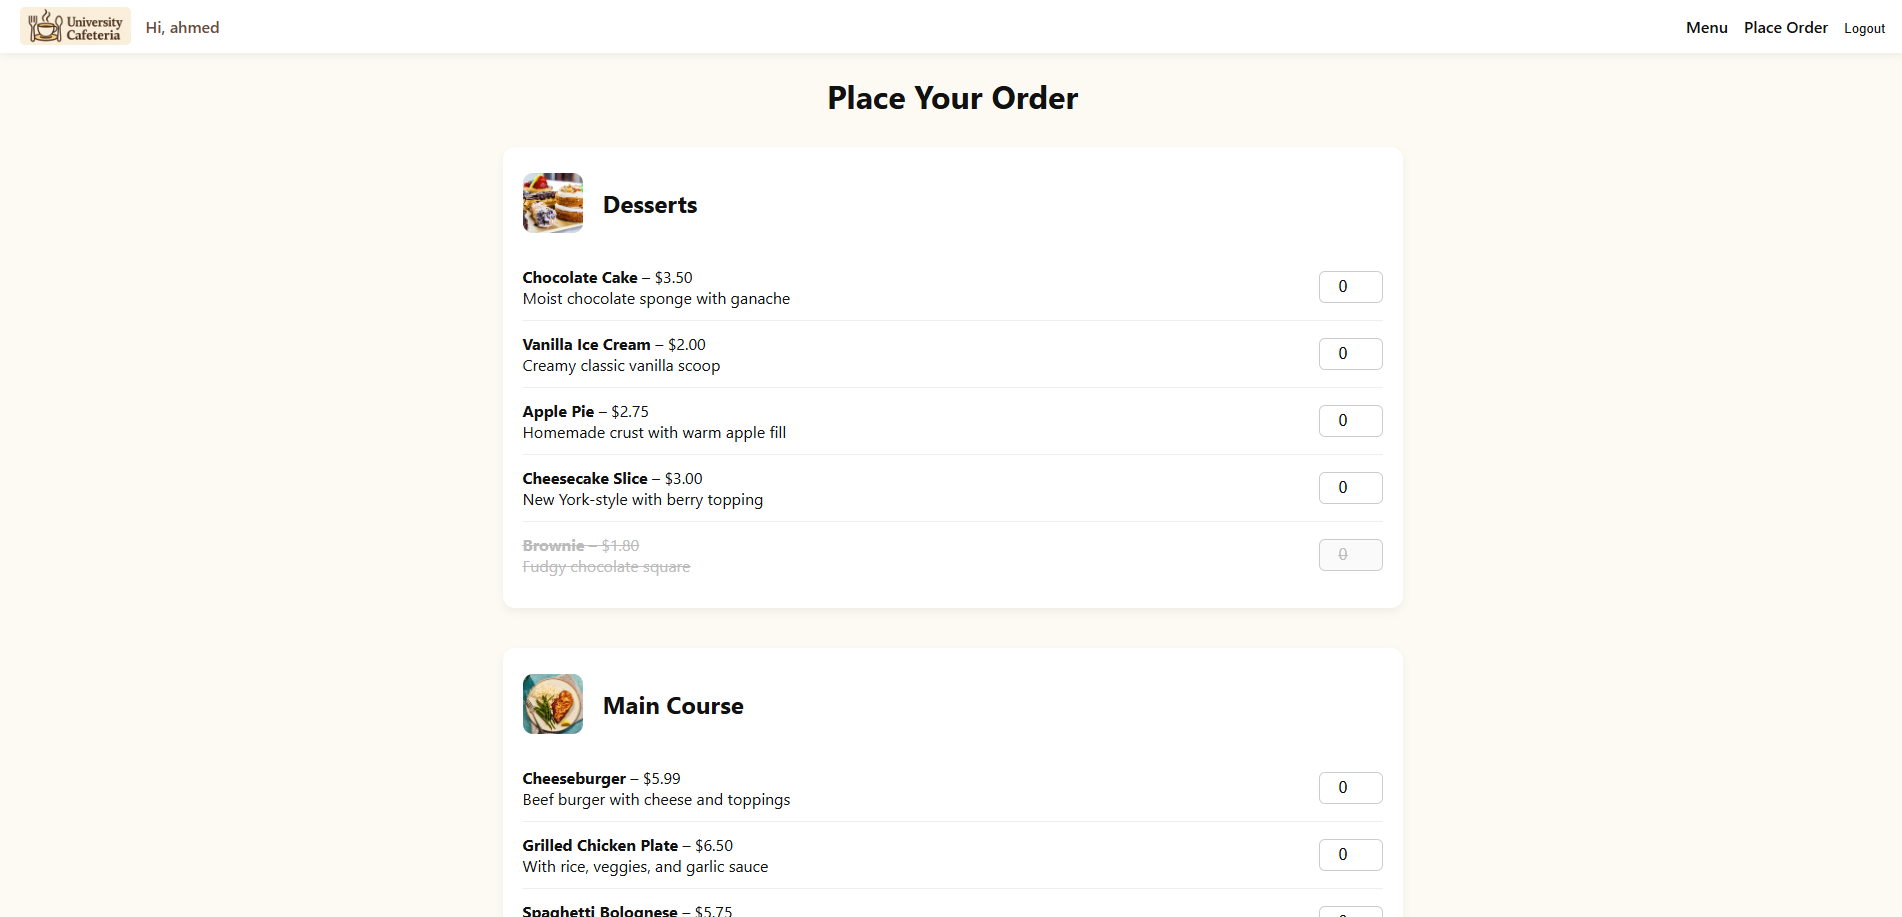 University
Cafeteria
Hi, ahmed
Menu
Place Order
Logout
Place Your Order
Desserts
Chocolate Cake – $3.50
Moist chocolate sponge with ganache
0
Vanilla Ice Cream – $2.00
Creamy classic vanilla scoop
0
Apple Pie – $2.75
Homemade crust with warm apple fill
0
Cheesecake Slice – $3.00
New York-style with berry topping
0
Brownie – $1.80
Fudgy chocolate square
0
Main Course
Cheeseburger – $5.99
Beef burger with cheese and toppings
0
Grilled Chicken Plate – $6.50
With rice, veggies, and garlic sauce
0
Spaghetti Bolognese – $5.75
0